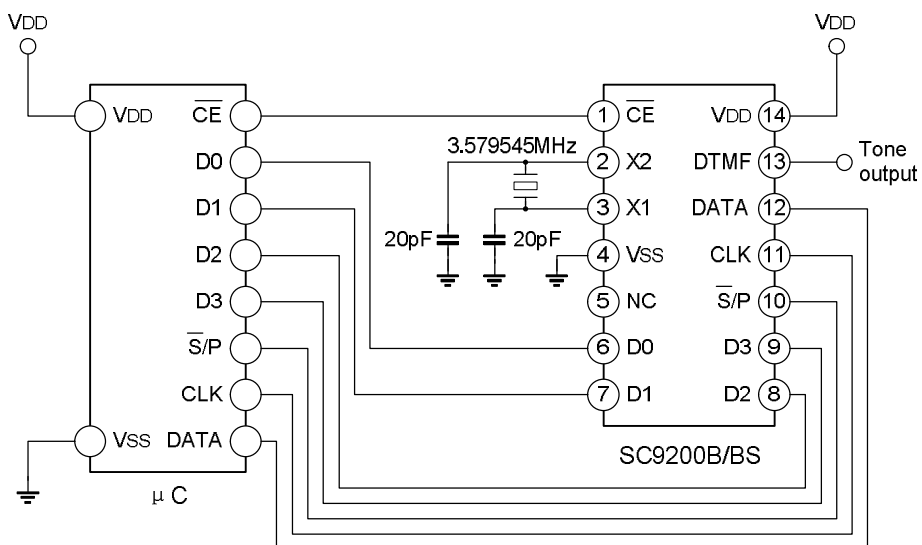 VDD
VDD
VDD
CE
D0
D1
D2
D3
S/P
CLK
VSS
DATA
μC
3.579545MHz
20pF
20pF
1
CE
VDD
14
2
X2
DTMF
13
Tone
output
3
X1
DATA
12
4
VSS
CLK
11
5
NC
S/P
10
6
D0
D3
9
7
D1
D2
8
SC9200B/BS